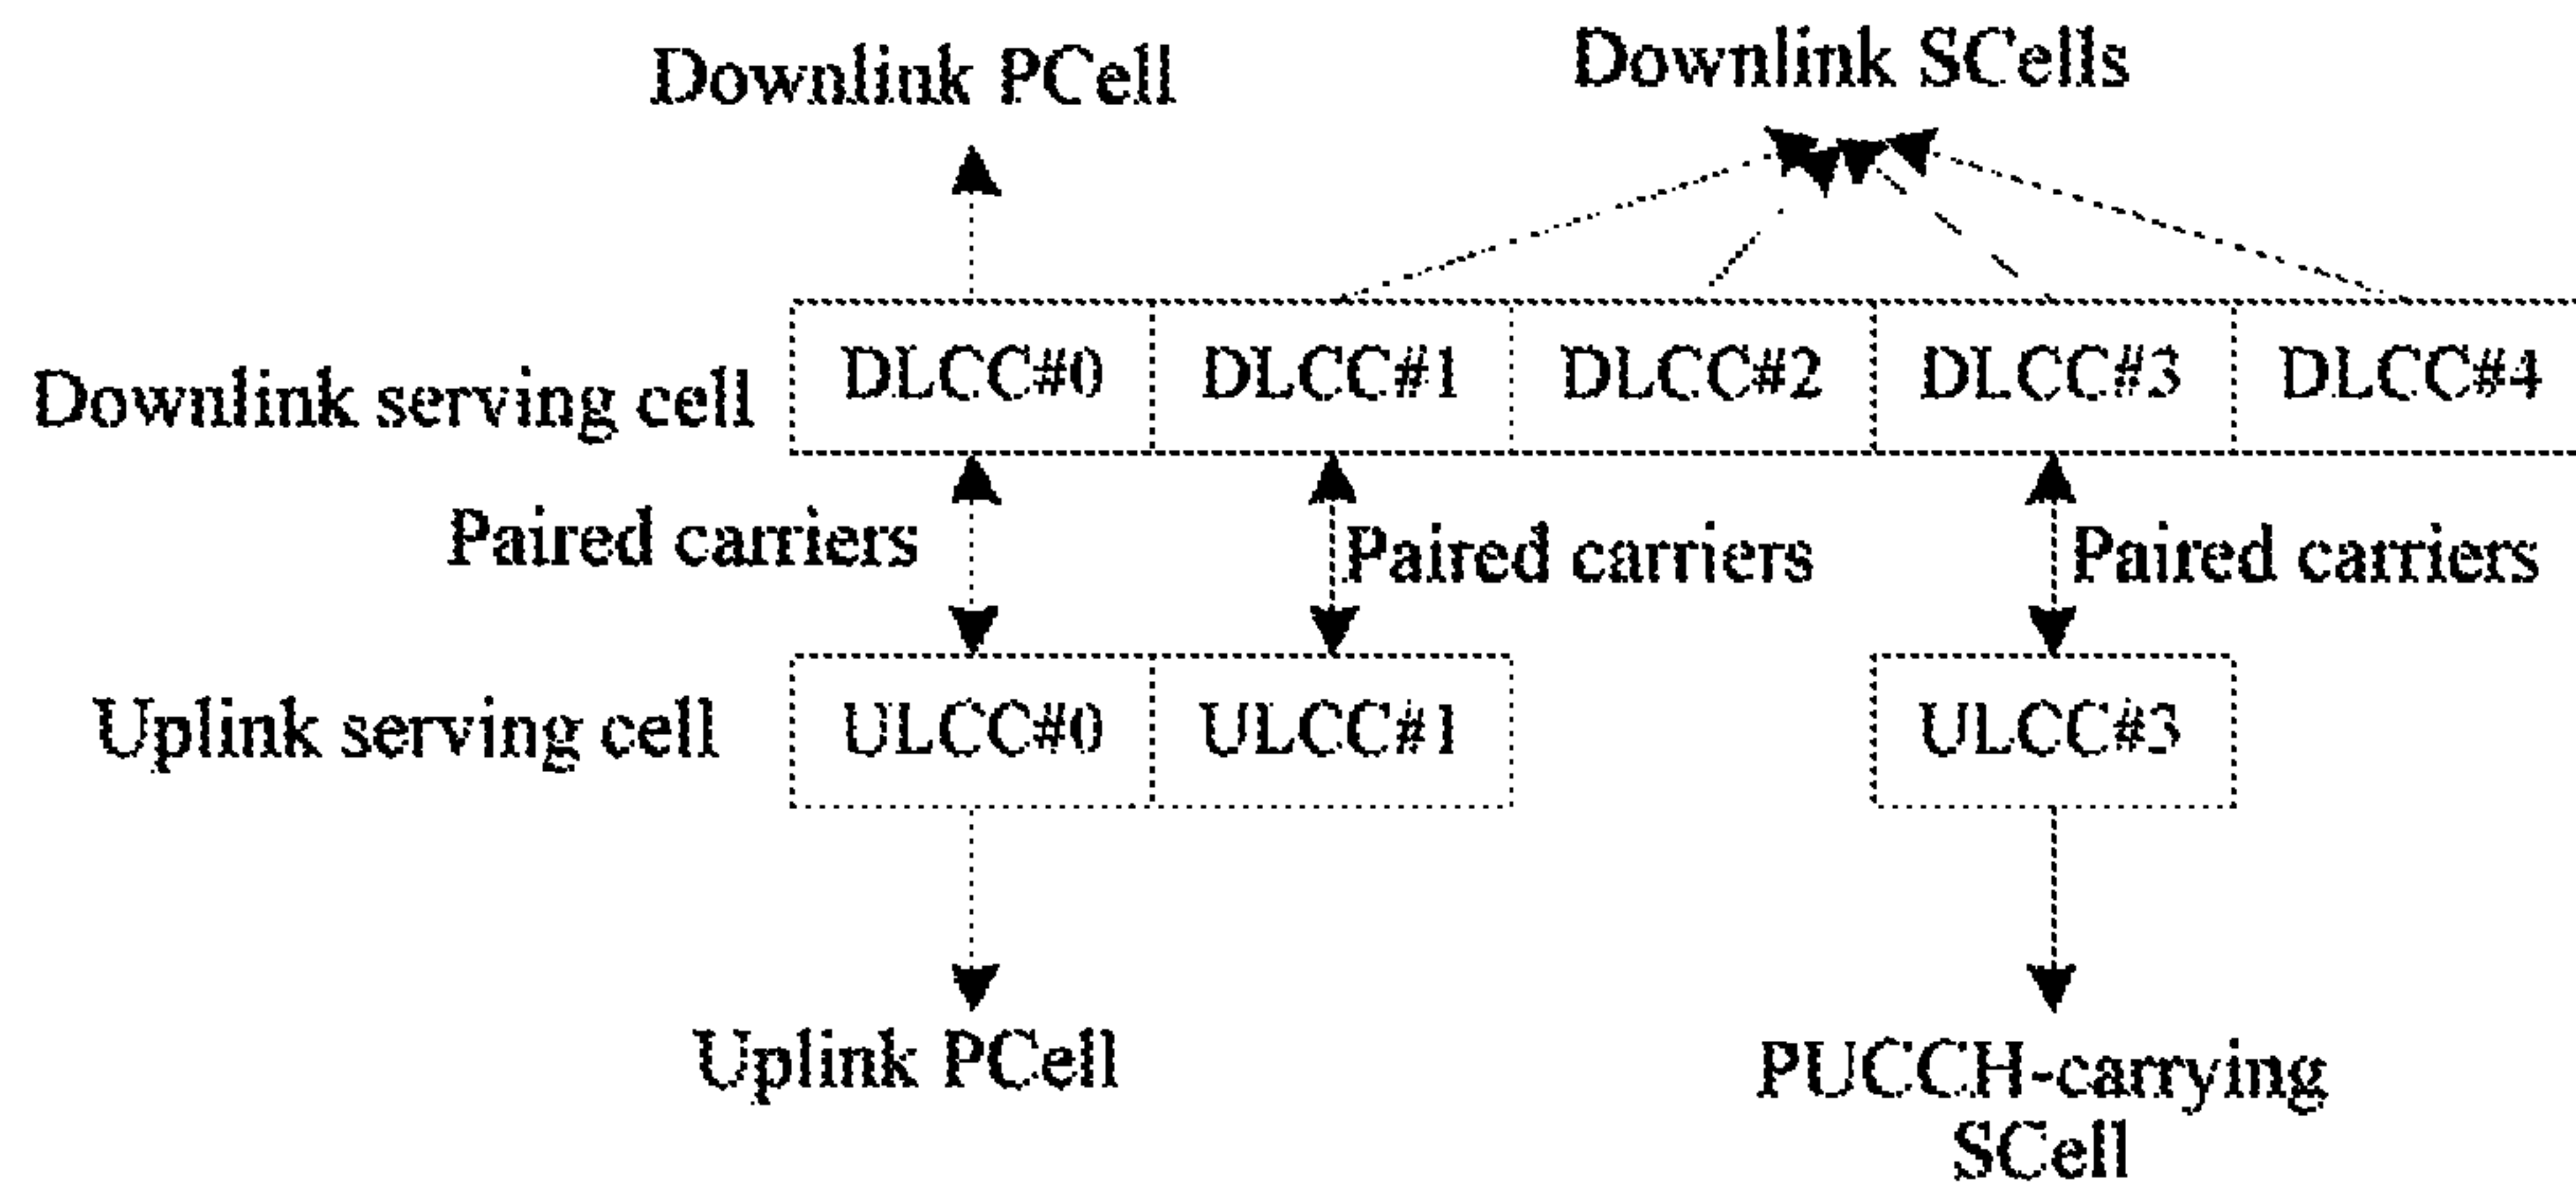 Downlink PCell
Downlink SCells
Downlink serving cell
DLCC#0
DLCC#1
DLCC#2
DLCC#3
DLCC#4
Paired carriers
Paired carriers
Paired carriers
Uplink serving cell
ULCC#0
ULCC#1
ULCC#3
Uplink PCell
PUCCH-carrying
SCell